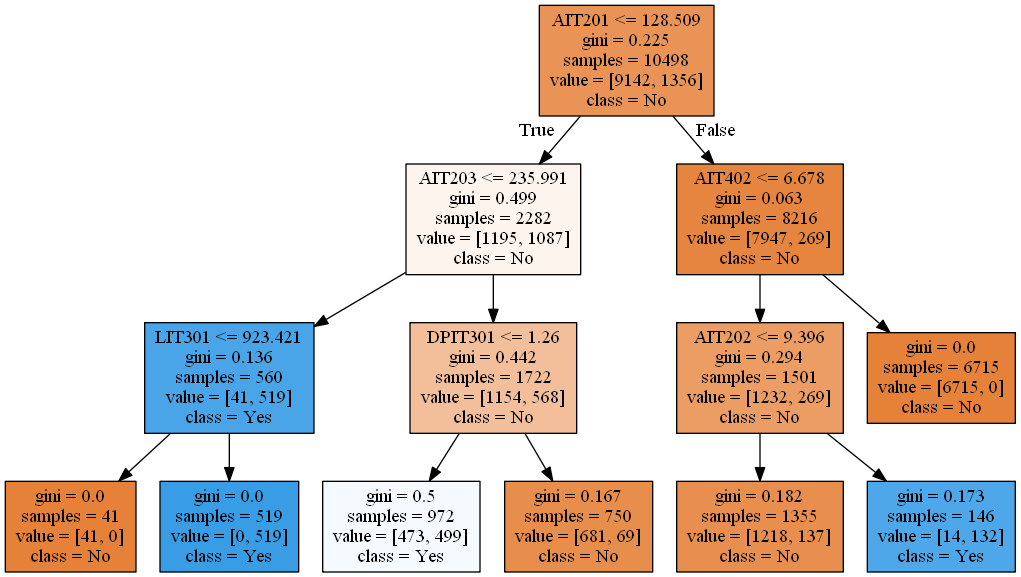 AIT201 <= 128.509
gini = 0.225
samples = 10498
value = [9142, 1356]
class = No
True
False
AIT203 <= 235.991
gini = 0.499
samples = 2282
value = [1195, 1087]
class = No
AIT402 <= 6.678
gini = 0.063
samples = 8216
value = [7947, 269]
class = No
LIT301 <= 923.421
gini = 0.136
samples = 560
value = [41, 519]
class = Yes
DPIT301 <= 1.26
gini = 0.442
samples = 1722
value = [1154, 568]
class = No
AIT202 <= 9.396
gini = 0.294
samples = 1501
value = [1232, 269]
class = No
gini = 0.0
samples = 6715
value = [6715, 0]
class = No
gini = 0.0
samples = 41
value = [41, 0]
class = No
gini = 0.0
samples = 519
value = [0, 519]
class = Yes
gini = 0.5
samples = 972
value = [473, 499]
class = Yes
gini = 0.167
samples = 750
value = [681, 69]
class = No
gini = 0.182
samples = 1355
value = [1218, 137]
class = No
gini = 0.173
samples = 146
value = [14, 132]
class = Yes